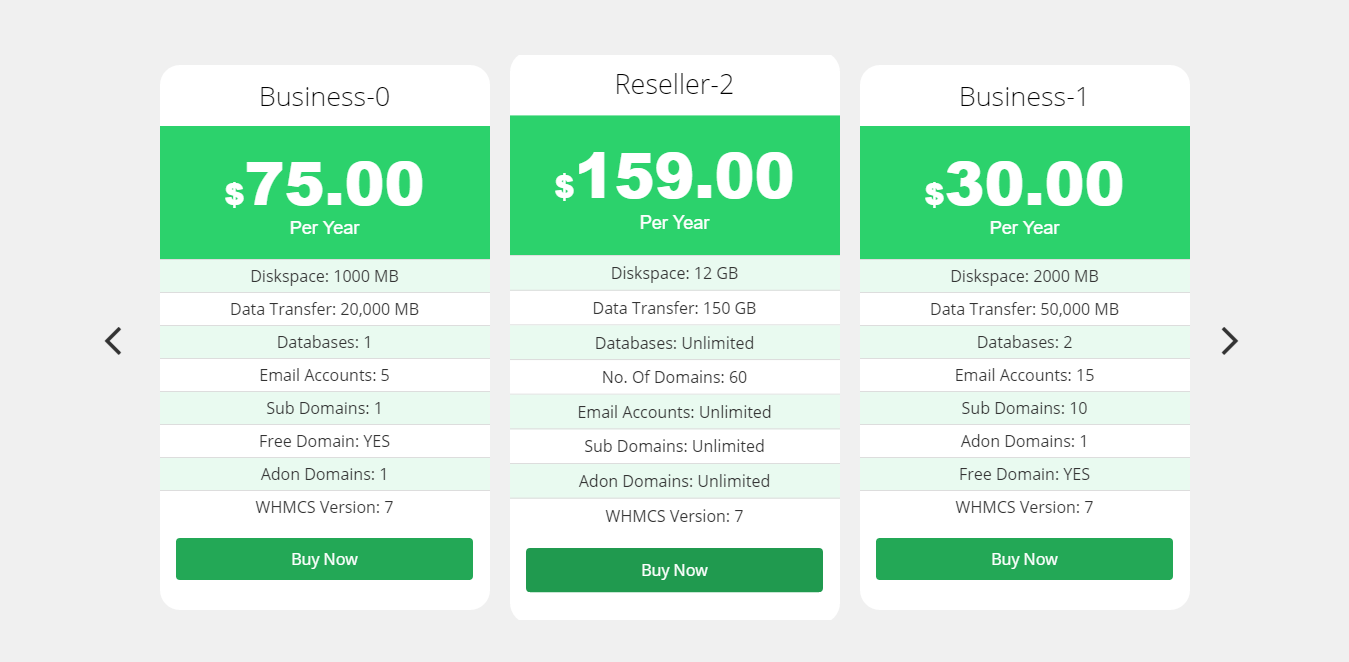 Business-0
$75.00
Per Year
Diskspace: 1000 MB
Data Transfer: 20,000 MB
Databases: 1
Email Accounts: 5
Sub Domains: 1
Free Domain: YES
Adon Domains: 1
WHMCS Version: 7
Buy Now
Reseller-2
$159.00
Per Year
Diskspace: 12 GB
Data Transfer: 150 GB
Databases: Unlimited
No. Of Domains: 60
Email Accounts: Unlimited
Sub Domains: Unlimited
Adon Domains: Unlimited
WHMCS Version: 7
Buy Now
Business-1
$30.00
Per Year
Diskspace: 2000 MB
Data Transfer: 50,000 MB
Databases: 2
Email Accounts: 15
Sub Domains: 10
Adon Domains: 1
Free Domain: YES
WHMCS Version: 7
Buy Now